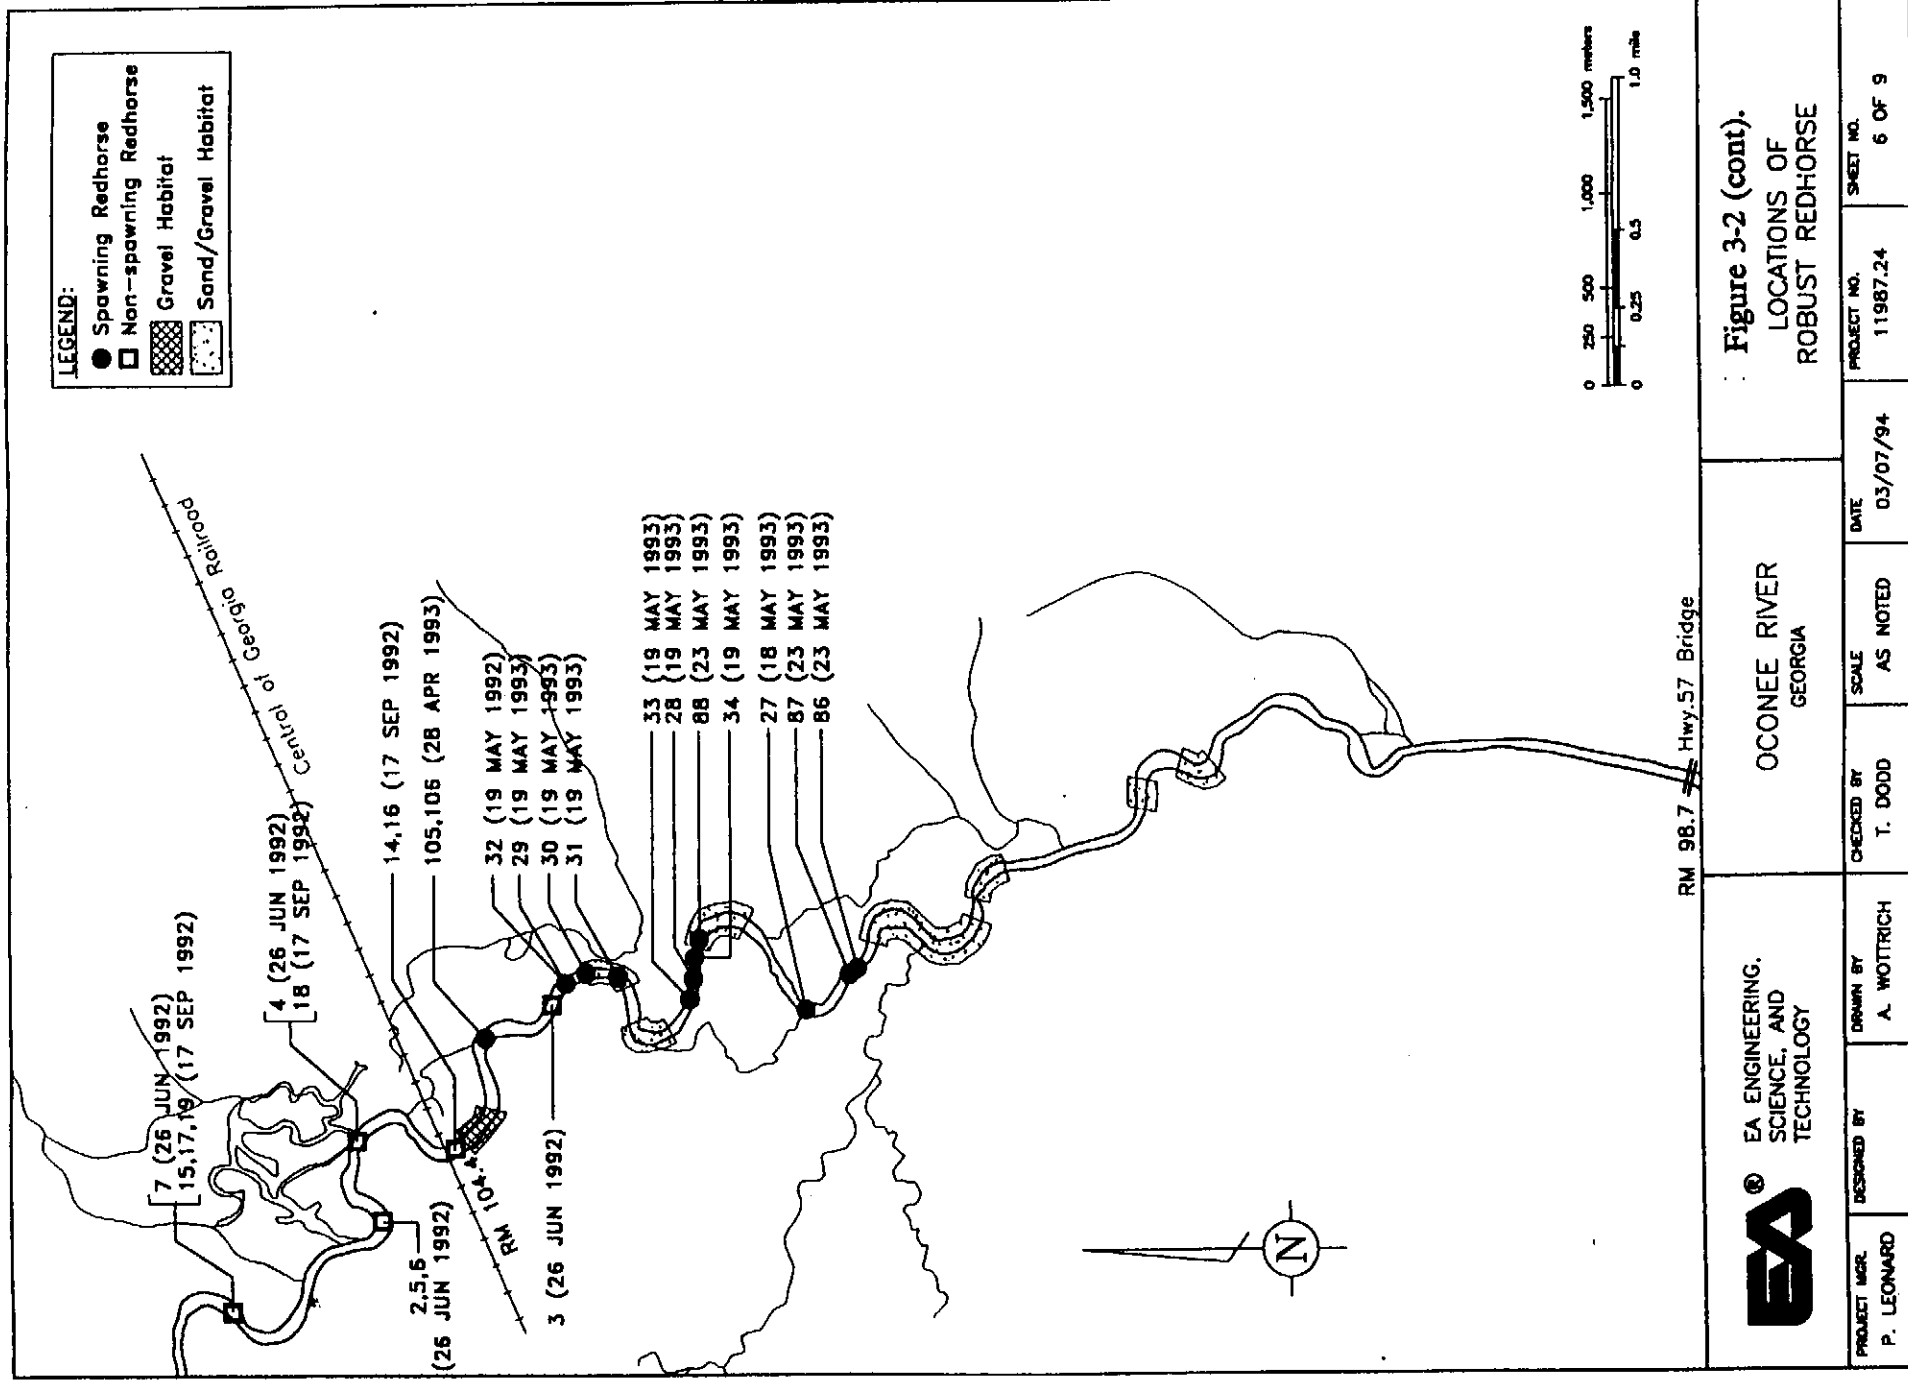 LEGEND:
Spawning Redhorse
Non-spawning Redhorse
Gravel Habitat
Sand/Gravel Habitat
Central of Georgia Railroad
7 (26 JUN 1992)
15,17,19 (17 SEP 1992)
4 (26 JUN 1992)
18 (17 SEP 1992)
14,16 (17 SEP 1992)
105,106 (28 APR 1993)
2,5,6
(26 JUN 1992)
RM 104.4
3 (26 JUN 1992)
32 (19 MAY 1992)
29 (19 MAY 1993)
30 (19 MAY 1993)
31 (19 MAY 1993)
33 (19 MAY 1993)
28 (19 MAY 1993)
88 (23 MAY 1993)
34 (19 MAY 1993)
27 (18 MAY 1993)
87 (23 MAY 1993)
86 (23 MAY 1993)
N
0 250 500 1,000 1,500 meters
0 0.25 0.5 1.0 mile
RM 98.7
Hwy.57 Bridge
EA ®
EA ENGINEERING,
SCIENCE, AND
TECHNOLOGY
OCONEE RIVER
GEORGIA
Figure 3-2 (cont).
LOCATIONS OF
ROBUST REDHORSE
PROJECT MGR.
P. LEONARD
DESIGNED BY
DRAWN BY
A. WOTTRICH
CHECKED BY
T. DODD
SCALE
AS NOTED
DATE
03/07/94
PROJECT NO.
11987.24
SHEET NO.
6 OF 9